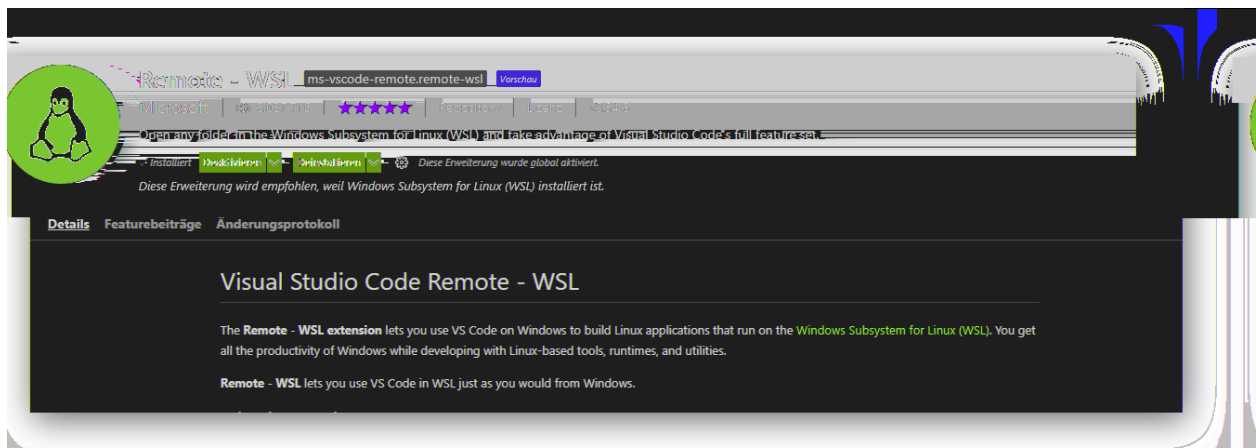 Remote - WSL ms-vscode-remote.remote-wsl Vorschau
Microsoft Repository
Open any folder in the Windows Subsystem for Linux (WSL) and take advantage of Visual Studio Code's full feature set.
Installiert Deaktivieren Deinstallieren Diese Erweiterung wurde global aktiviert.
Diese Erweiterung wird empfohlen, weil Windows Subsystem for Linux (WSL) installiert ist.
Details Featurebeiträge Änderungsprotokoll
Visual Studio Code Remote - WSL
The Remote - WSL extension lets you use VS Code on Windows to build Linux applications that run on the Windows Subsystem for Linux (WSL). You get
all the productivity of Windows while developing with Linux-based tools, runtimes, and utilities.
Remote - WSL lets you use VS Code in WSL just as you would from Windows.